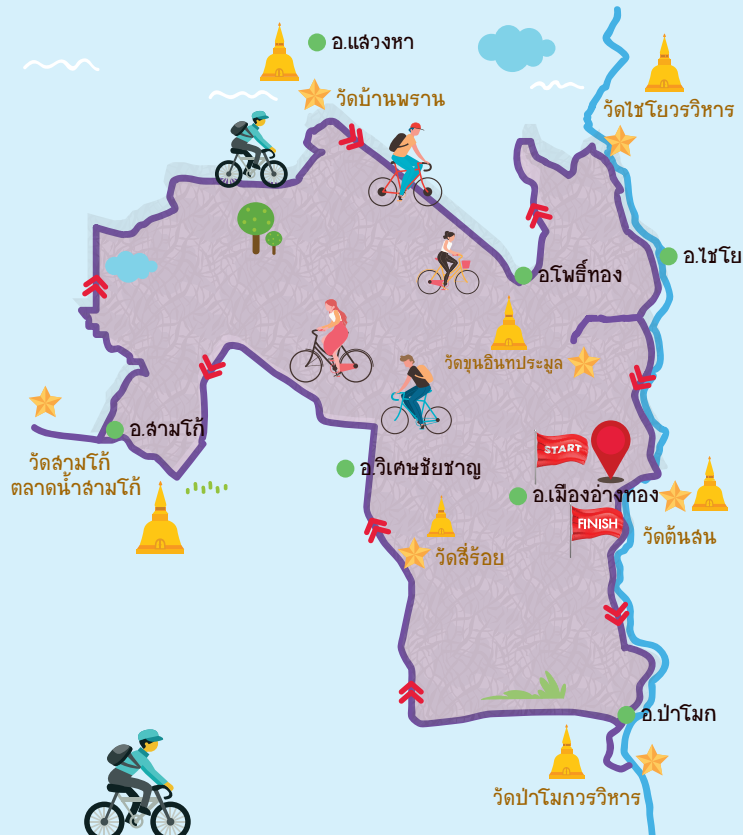 อ.แสวงหา
วัดบ้านพราน
วัดไชโยวรวิหาร
อ.ไชโย
อ.โพธิ์ทอง
วัดขุนอินทประมูล
อ.สามโก้
วัดสามโก้
ตลาดน้ำสามโก้
START
อ.วิเศษชัยชาญ
อ.เมืองอ่างทอง
FINISH
วัดต้นสน
วัดสี่ร้อย
อ.ป่าโมก
วัดป่าโมกวรวิหาร